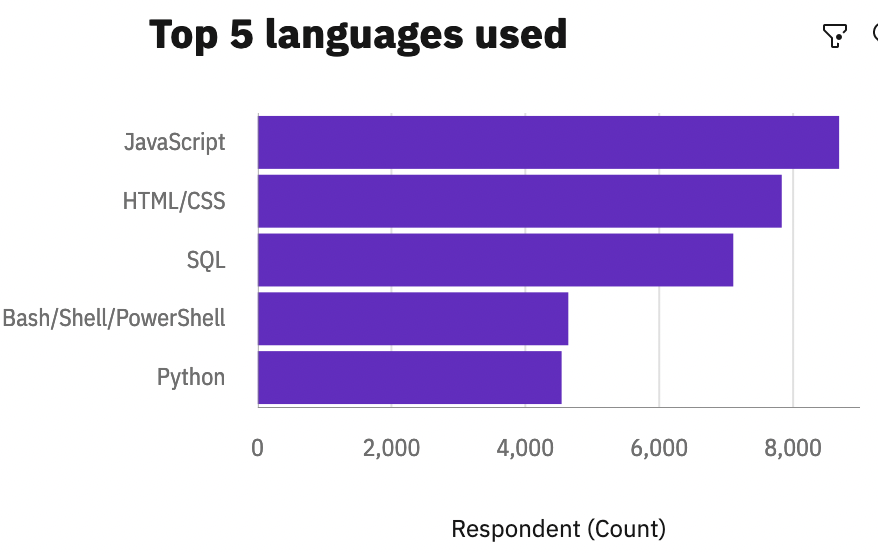 Top 5 languages used
JavaScript
HTML/CSS
SQL
Bash/Shell/PowerShell
Python
0 2,000 4,000 6,000 8,000
Respondent (Count)